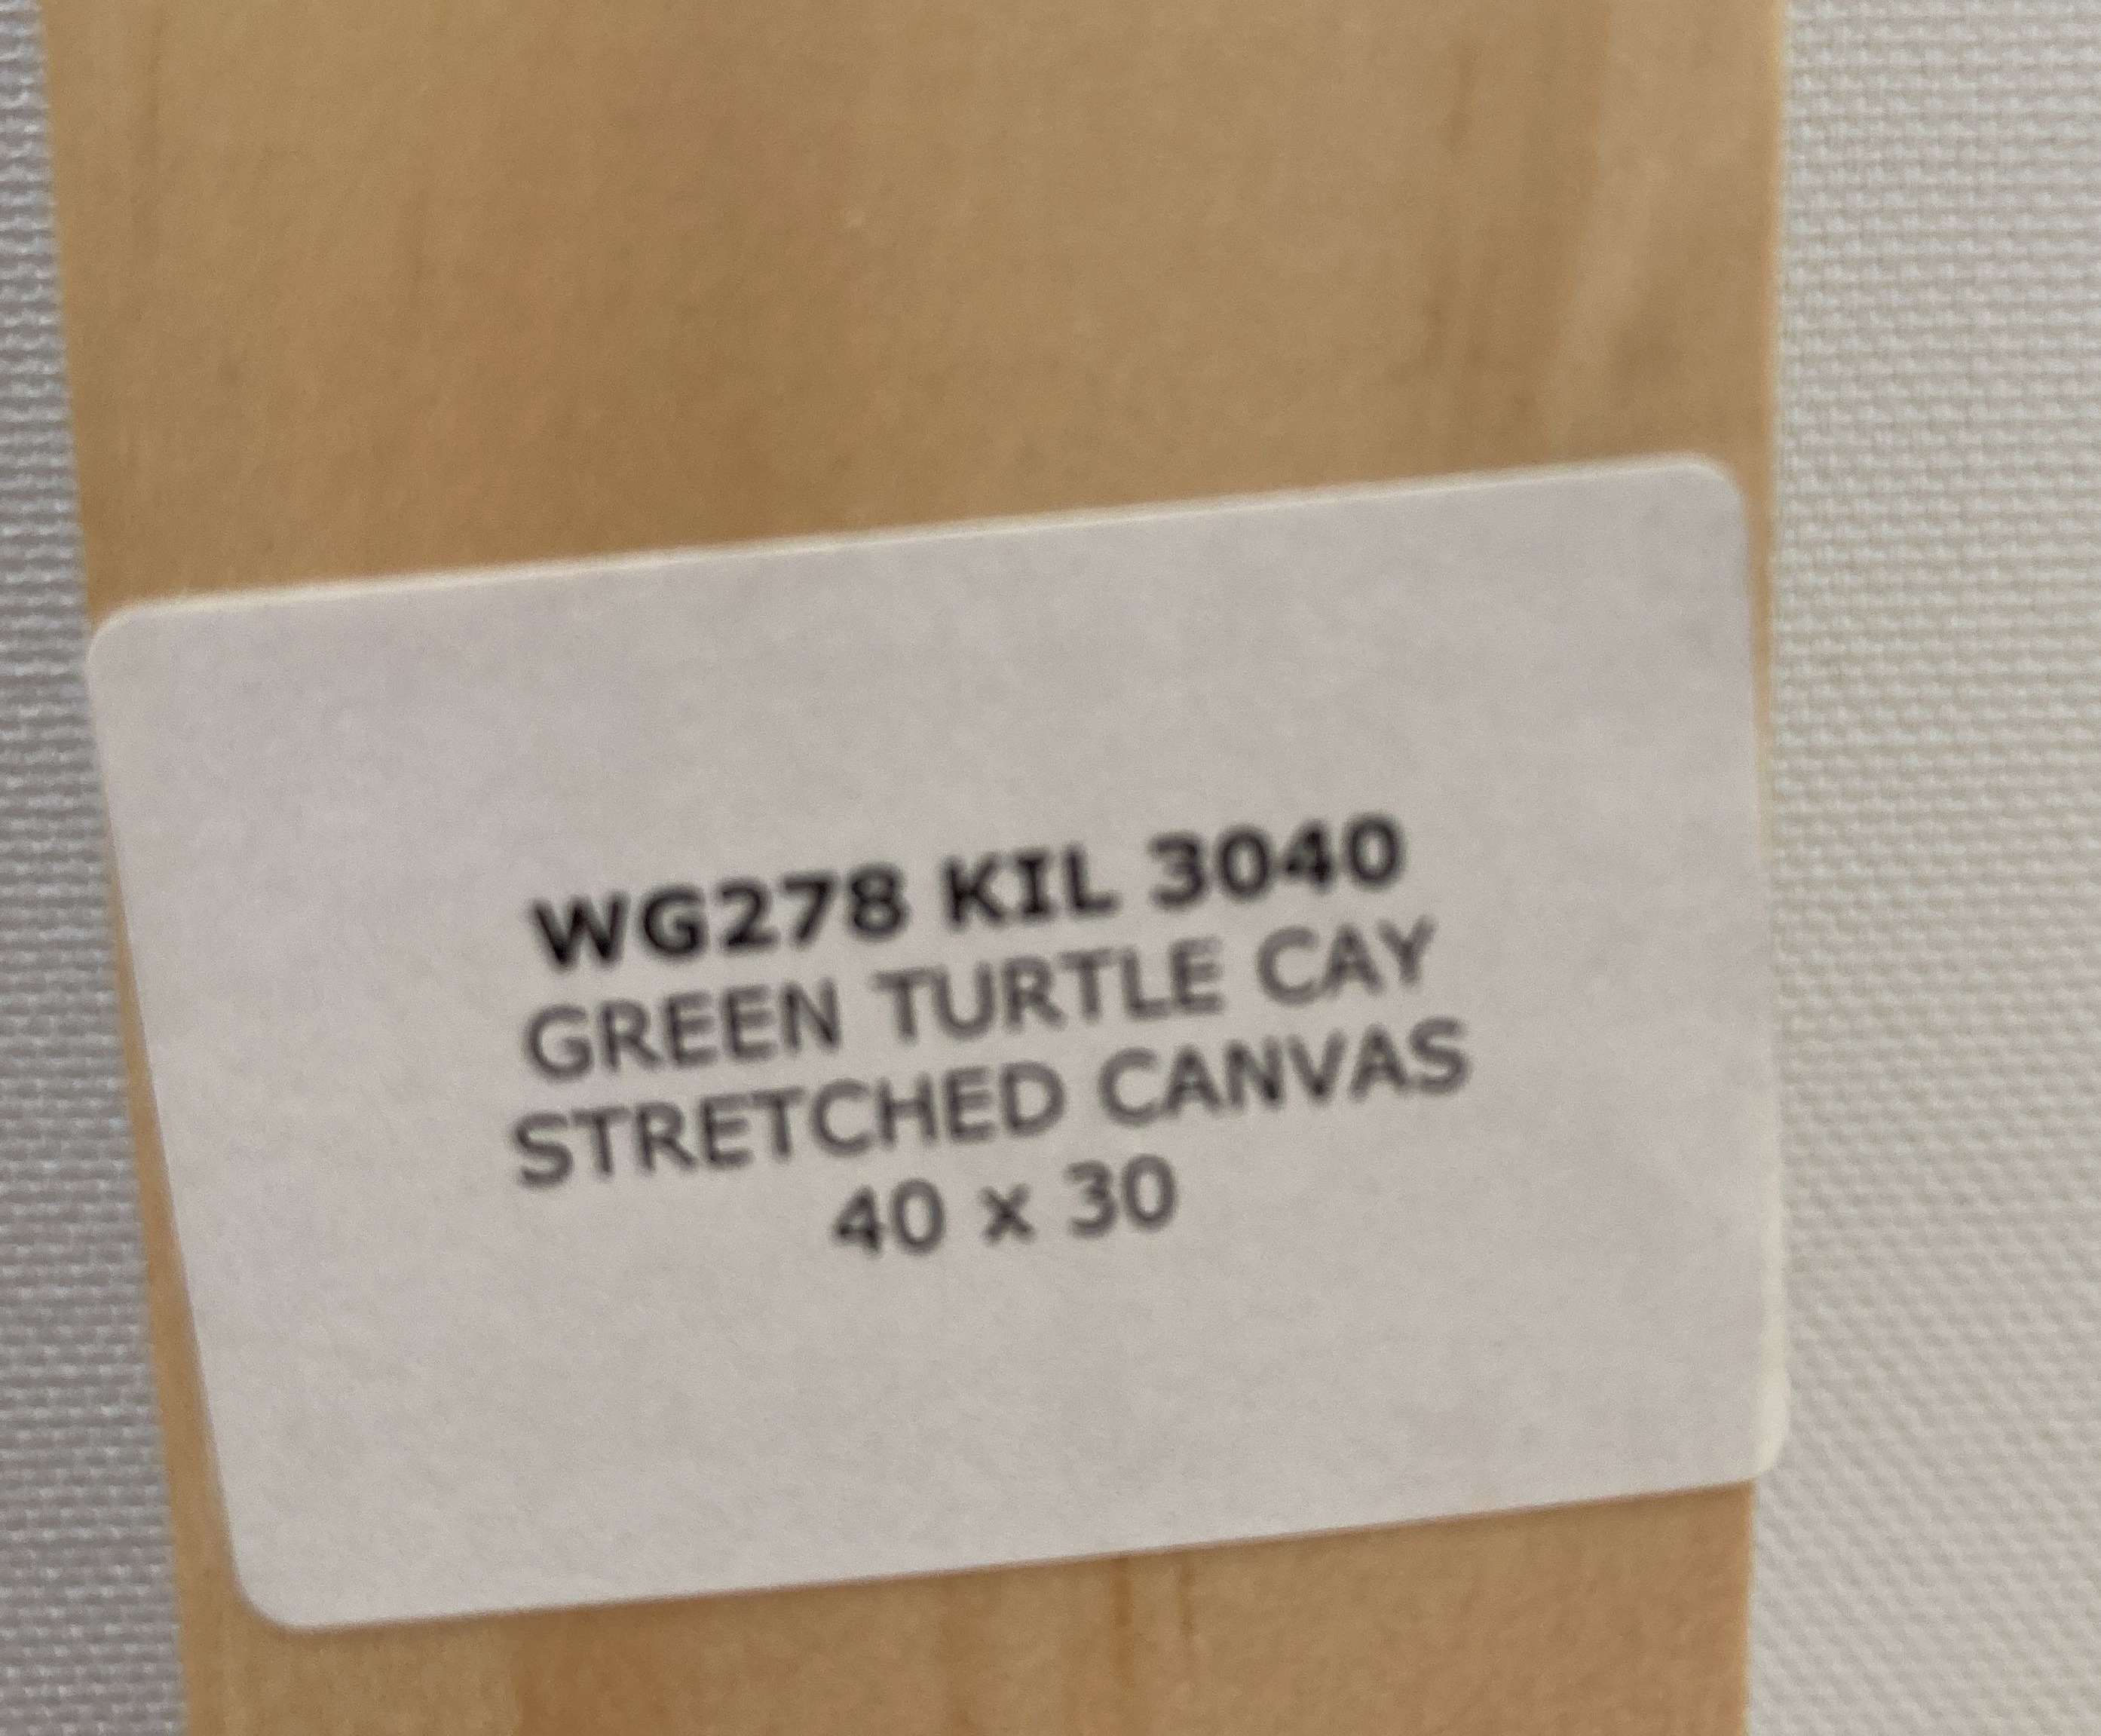 WG278 KIL 3040
GREEN TURTLE CAY
STRETCHED CANVAS
40 x 30